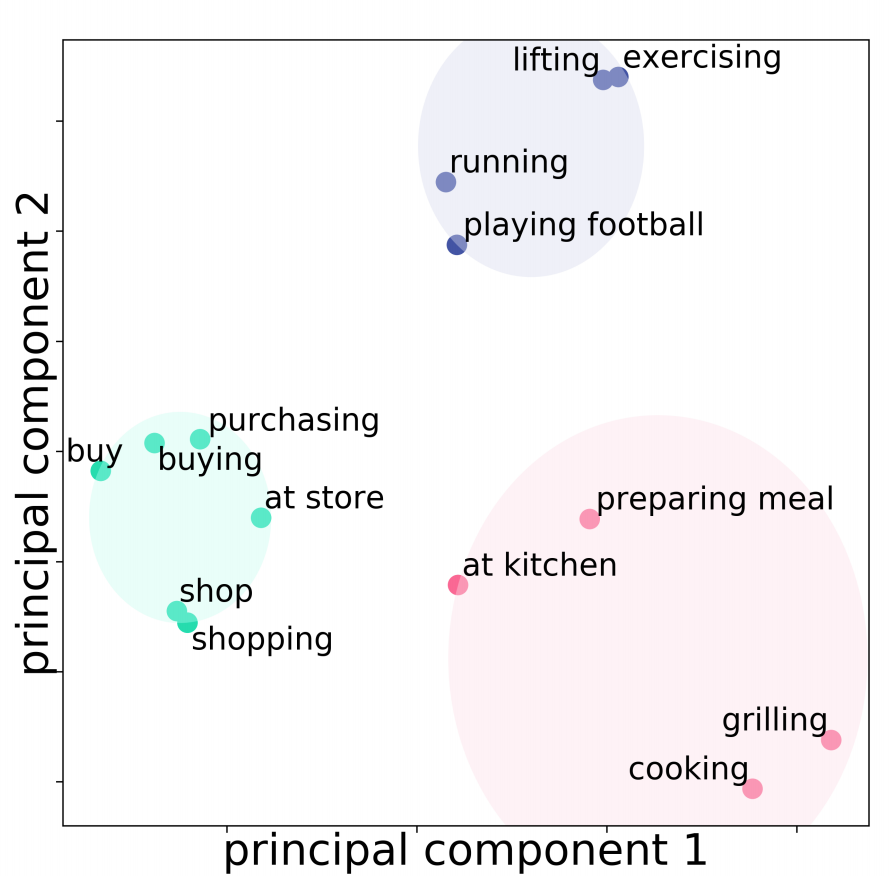 lifting
exercising
running
playing football
purchasing
buy
buying
at store
preparing meal
at kitchen
shop
shopping
grilling
cooking
principal component 2
principal component 1